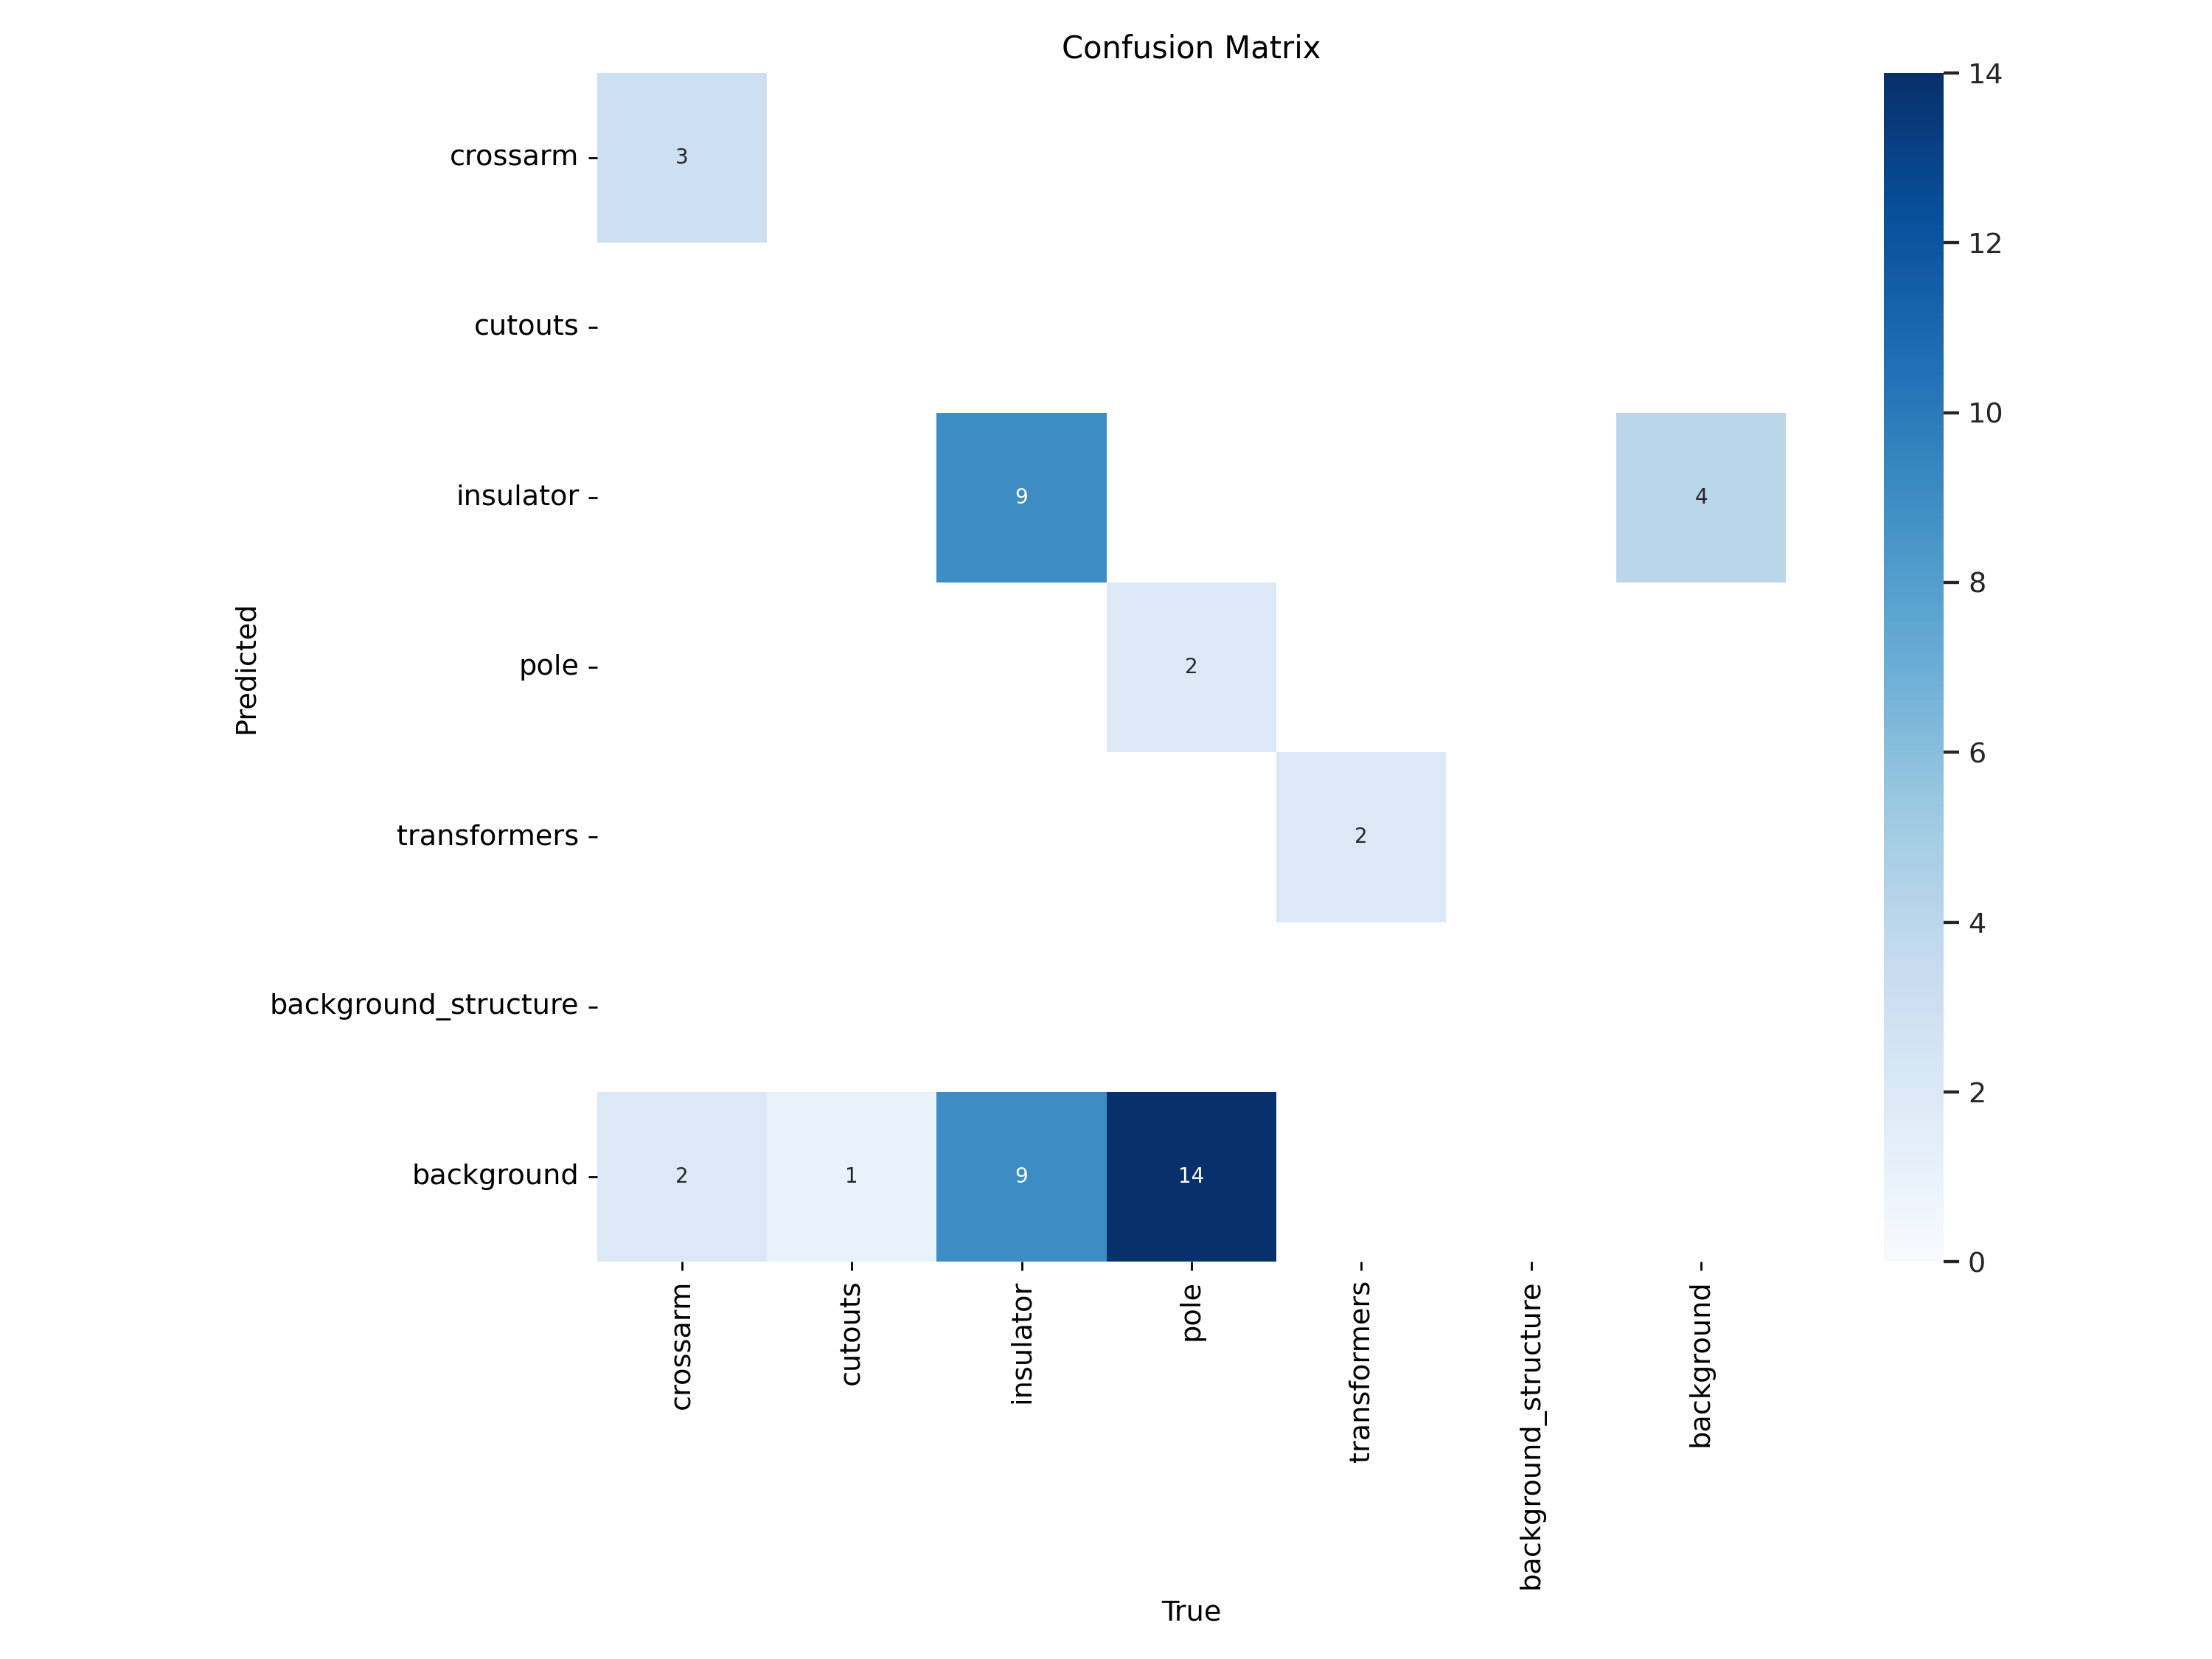 Confusion Matrix
14
crossarm
3
12
cutouts
10
insulator
9
4
8
Predicted
pole
2
6
transformers
2
4
background_structure
2
background
2
1
9
14
0
crossarm
cutouts
insulator
pole
transformers
background_structure
background
True